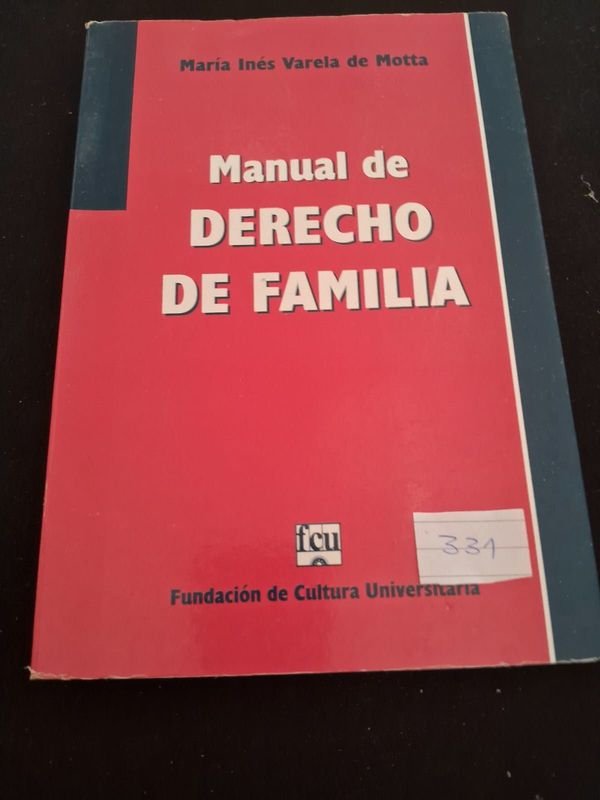 María Inés Varela de Motta
Manual de
DERECHO
DE FAMILIA
fcu
331
Fundación de Cultura Universitaria